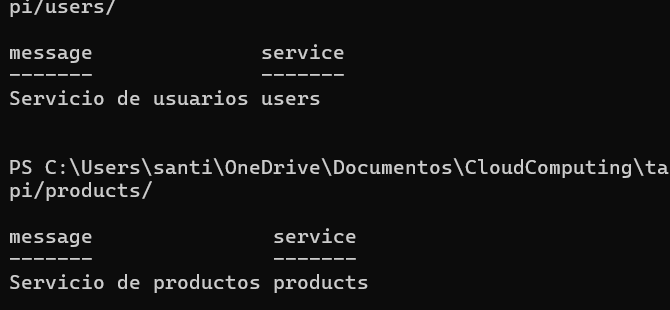 pi/users/
message service
------- -------
Servicio de usuarios users
PS C:\Users\santi\OneDrive\Documentos\CloudComputing\ta
pi/products/
message service
------- -------
Servicio de productos products